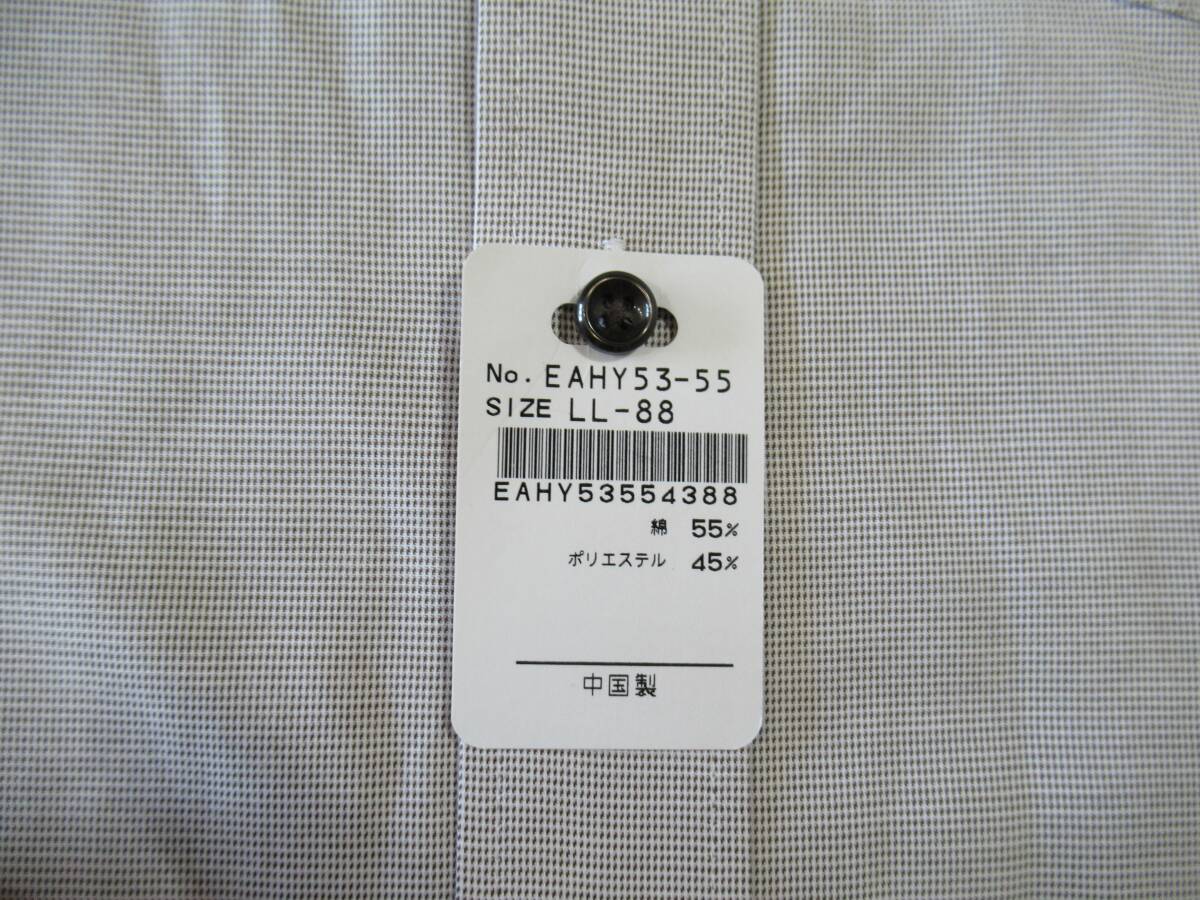 No. EAHY53-55
SIZE LL-88
EAHY53554388
綿 55%
ポリエステル 45%
中国製